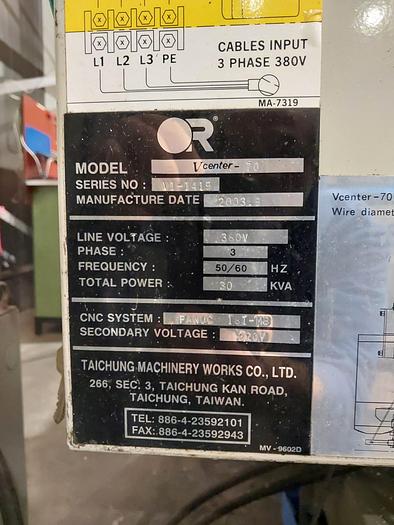 L1 L2 L3 PE
CABLES INPUT
3 PHASE 380V
MA-7319
MODEL Vcenter-70
SERIES NO :
MANUFACTURE DATE
LINE VOLTAGE : 380V
PHASE : 3
FREQUENCY : 50/60 HZ
TOTAL POWER : 30 KVA
CNC SYSTEM : FANUC
SECONDARY VOLTAGE : 220V
TAICHUNG MACHINERY WORKS CO., LTD.
266, SEC. 3, TAICHUNG KAN ROAD,
TAICHUNG, TAIWAN.
TEL: 886-4-23592101
FAX: 886-4-23592943
MV - 9602D
Vcenter-70
Wire diamet